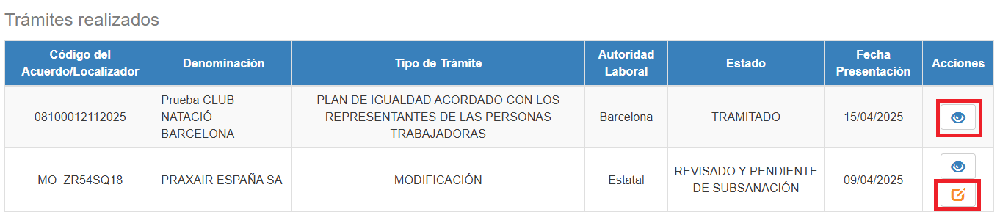 Trámites realizados
Código del
Acuerdo/Localizador
Denominación
Tipo de Trámite
Autoridad
Laboral
Estado
Fecha
Presentación
Acciones
08100012112025
Prueba CLUB
NATACIÓ
BARCELONA
PLAN DE IGUALDAD ACORDADO CON LOS
REPRESENTANTES DE LAS PERSONAS
TRABAJADORAS
Barcelona
TRAMITADO
15/04/2025
MO_ZR54SQ18
PRAXAIR ESPAÑA SA
MODIFICACIÓN
Estatal
REVISADO Y PENDIENTE
DE SUBSANACIÓN
09/04/2025